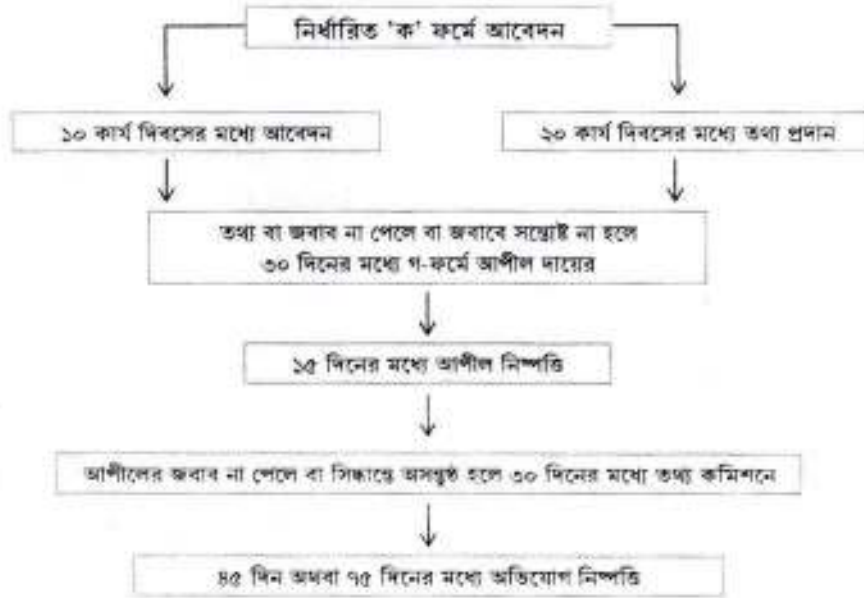 নির্ধারিত 'ক' ফর্মে আবেদন
১০ কার্য দিবসের মধ্যে আবেদন
২০ কার্য দিবসের মধ্যে তথ্য প্রদান
তথ্য বা জবাব না পেলে বা জবাবে সন্তোষ্ট না হলে
৩০ দিনের মধ্যে গ-ফর্মে আপীল দায়ের
১৫ দিনের মধ্যে আপীল নিষ্পত্তি
আপীলের জবাব না পেলে বা সিদ্ধান্তে অসন্তুষ্ঠ হলে ৩০ দিনের মধ্যে তথ্য কমিশনে
৪৫ দিন অথবা ৭৫ দিনের মধ্যে অভিযোগ নিষ্পত্তি